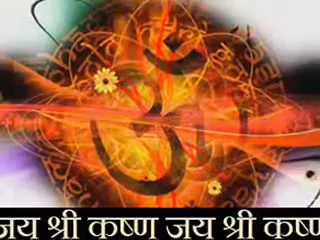 ॐ
जय श्री कष्ण जय श्री कष्ण